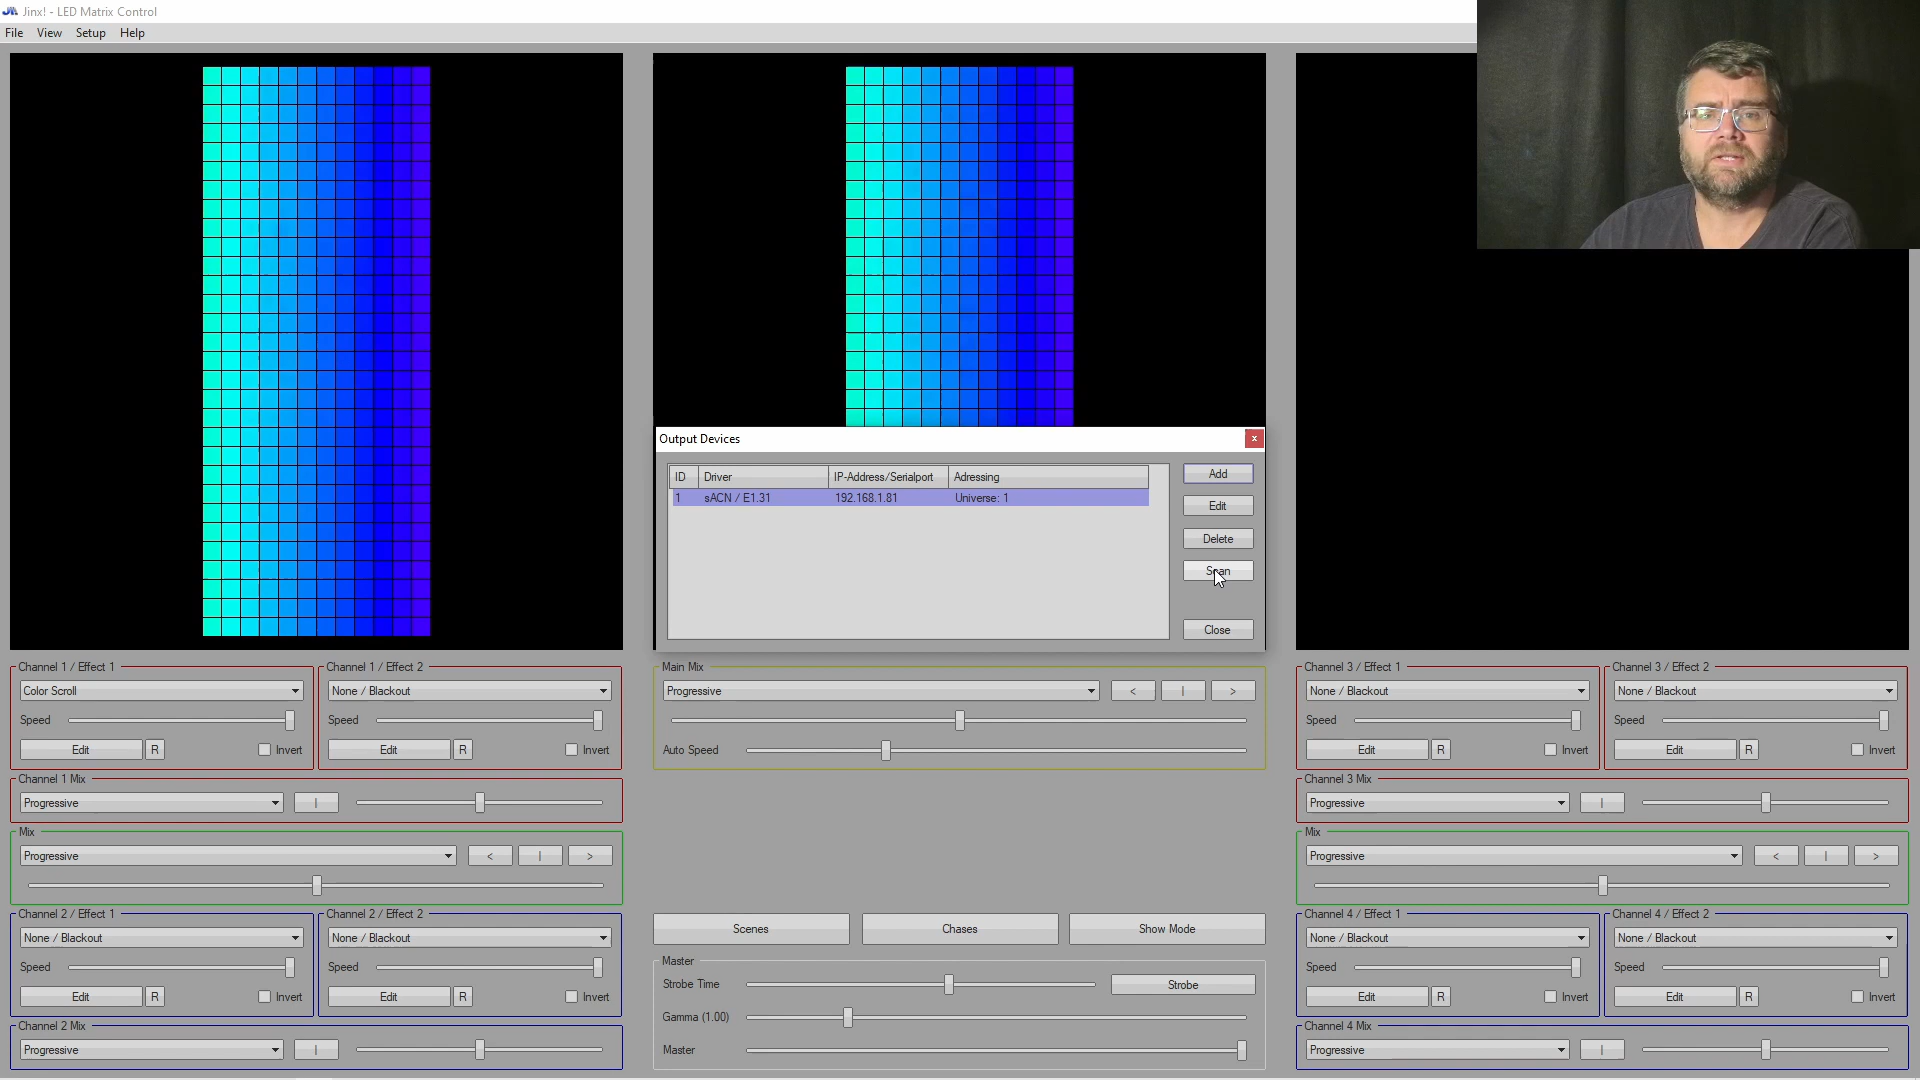 Jinx! - LED Matrix Control
File View Setup Help
Output Devices
ID Driver IP-Address/Serialport Adressing
1 sACN / E1.31 192.168.1.81 Universe: 1
Add
Edit
Delete
Scan
Close
Channel 1 / Effect 1
Color Scroll
Speed
Edit R Invert
Channel 1 / Effect 2
None / Blackout
Speed
Edit R Invert
Channel 1 Mix
Progressive |
Mix
Progressive < | >
Channel 2 / Effect 1
None / Blackout
Speed
Edit R Invert
Channel 2 / Effect 2
None / Blackout
Speed
Edit R Invert
Channel 2 Mix
Progressive |
Main Mix
Progressive < | >
Auto Speed
Scenes Chases Show Mode
Master
Strobe Time Strobe
Gamma (1.00)
Master
Channel 3 / Effect 1
None / Blackout
Speed
Edit R Invert
Channel 3 / Effect 2
None / Blackout
Speed
Edit R Invert
Channel 3 Mix
Progressive |
Mix
Progressive < | >
Channel 4 / Effect 1
None / Blackout
Speed
Edit R Invert
Channel 4 / Effect 2
None / Blackout
Speed
Edit R Invert
Channel 4 Mix
Progressive |